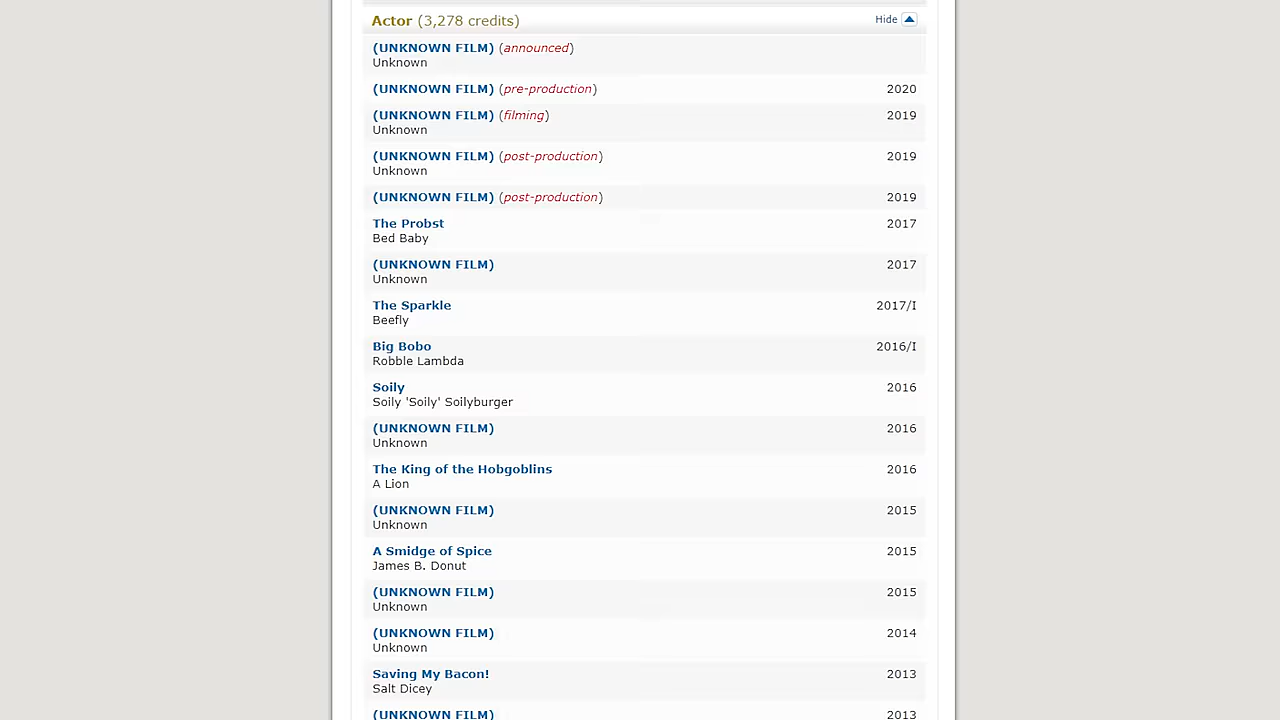 Actor (3,278 credits) Hide
(UNKNOWN FILM) (announced)
Unknown
(UNKNOWN FILM) (pre-production) 2020
(UNKNOWN FILM) (filming) 2019
Unknown
(UNKNOWN FILM) (post-production) 2019
Unknown
(UNKNOWN FILM) (post-production) 2019
The Probst 2017
Bed Baby
(UNKNOWN FILM) 2017
Unknown
The Sparkle 2017/I
Beefly
Big Bobo 2016/I
Robble Lambda
Soily 2016
Soily 'Soily' Soilyburger
(UNKNOWN FILM) 2016
Unknown
The King of the Hobgoblins 2016
A Lion
(UNKNOWN FILM) 2015
Unknown
A Smidge of Spice 2015
James B. Donut
(UNKNOWN FILM) 2015
Unknown
(UNKNOWN FILM) 2014
Unknown
Saving My Bacon! 2013
Salt Dicey
(UNKNOWN FILM) 2013